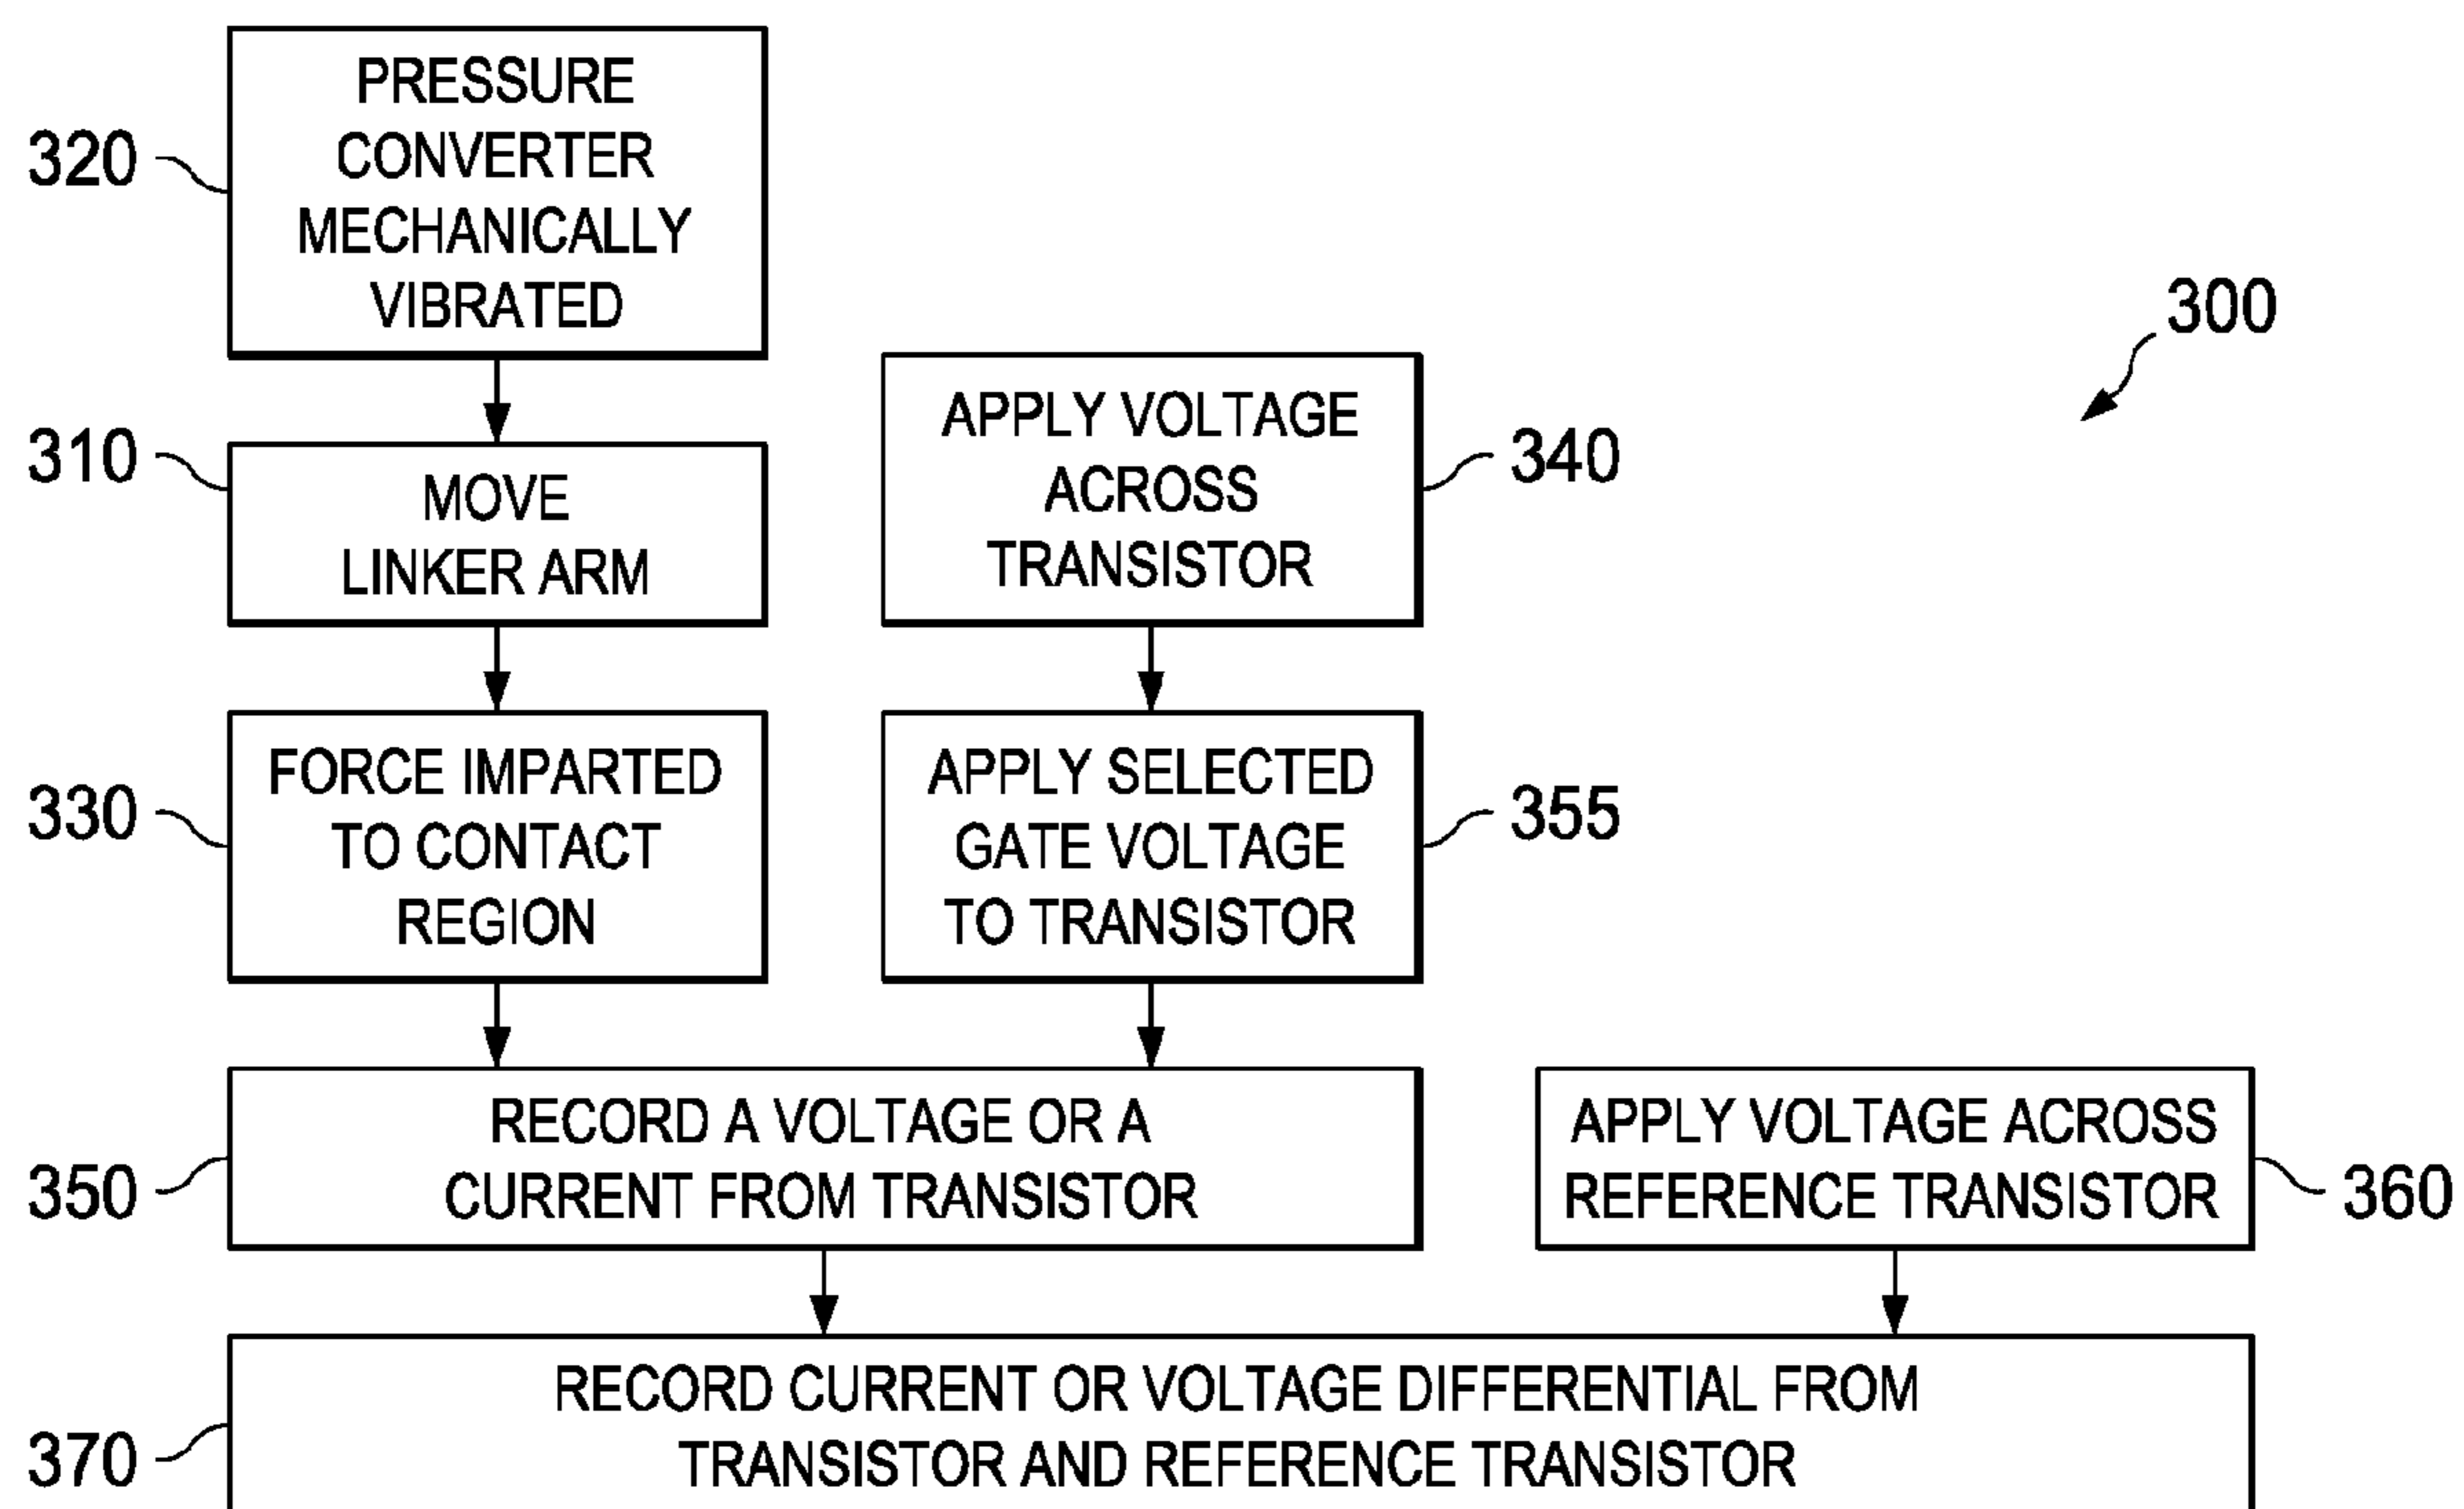 320
PRESSURE
CONVERTER
MECHANICALLY
VIBRATED
300
310
MOVE
LINKER ARM
APPLY VOLTAGE
ACROSS
TRANSISTOR
340
330
FORCE IMPARTED
TO CONTACT
REGION
APPLY SELECTED
GATE VOLTAGE
TO TRANSISTOR
355
350
RECORD A VOLTAGE OR A
CURRENT FROM TRANSISTOR
APPLY VOLTAGE ACROSS
REFERENCE TRANSISTOR
360
370
RECORD CURRENT OR VOLTAGE DIFFERENTIAL FROM
TRANSISTOR AND REFERENCE TRANSISTOR